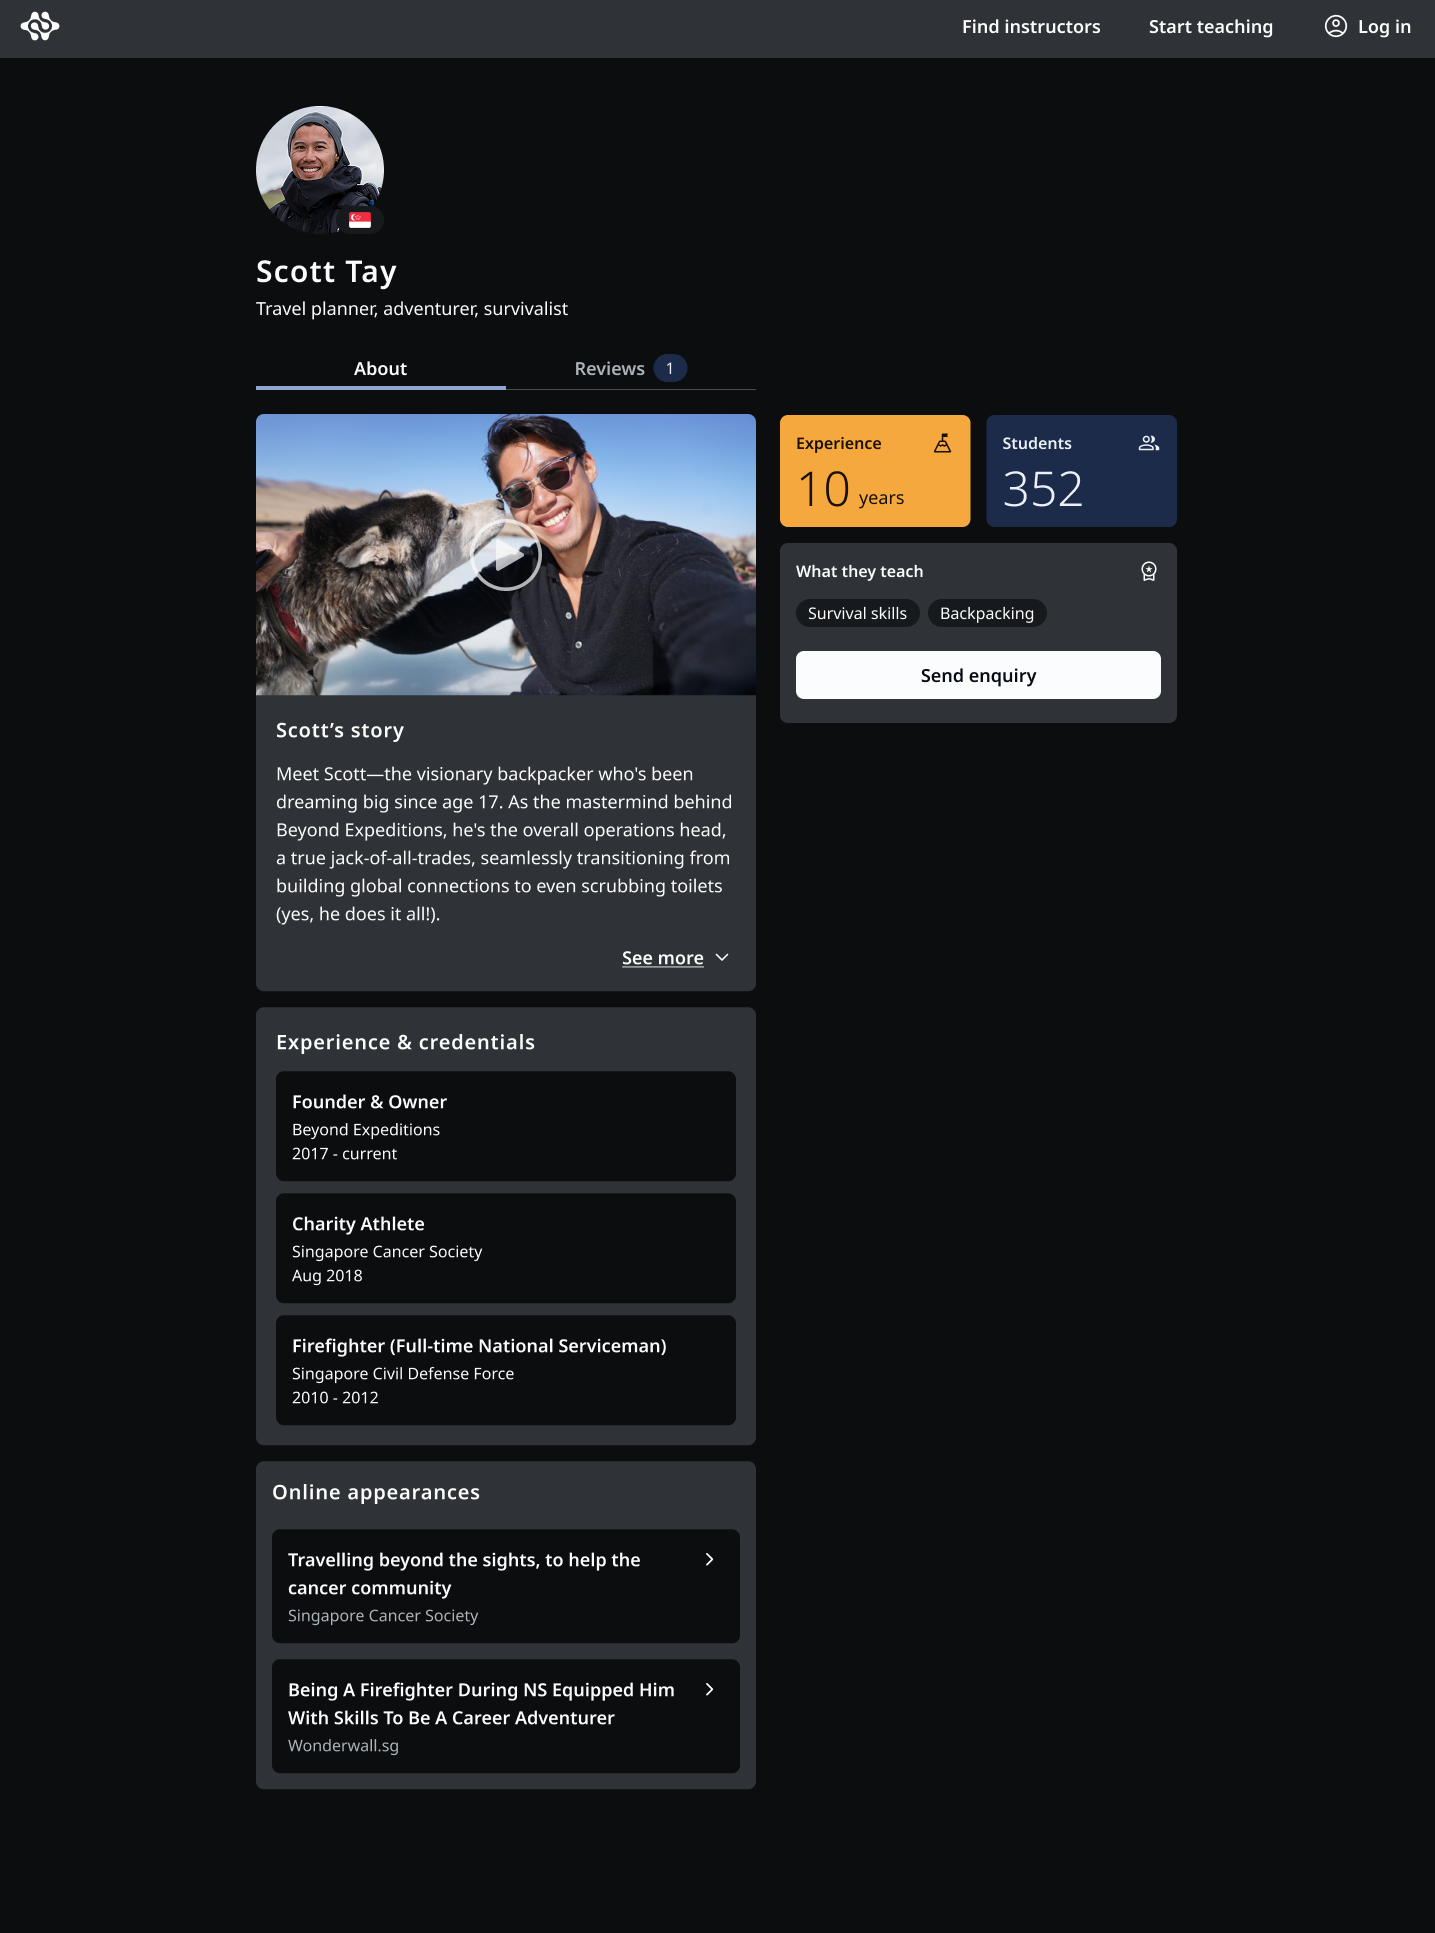 Find instructors
Start teaching
Log in
Scott Tay
Travel planner, adventurer, survivalist
About
Reviews 1
Scott’s story
Meet Scott—the visionary backpacker who's been
dreaming big since age 17. As the mastermind behind
Beyond Expeditions, he's the overall operations head,
a true jack-of-all-trades, seamlessly transitioning from
building global connections to even scrubbing toilets
(yes, he does it all!).
See more
Experience & credentials
Founder & Owner
Beyond Expeditions
2017 - current
Charity Athlete
Singapore Cancer Society
Aug 2018
Firefighter (Full-time National Serviceman)
Singapore Civil Defense Force
2010 - 2012
Online appearances
Travelling beyond the sights, to help the
cancer community
Singapore Cancer Society
Being A Firefighter During NS Equipped Him
With Skills To Be A Career Adventurer
Wonderwall.sg
Experience
10 years
Students
352
What they teach
Survival skills
Backpacking
Send enquiry